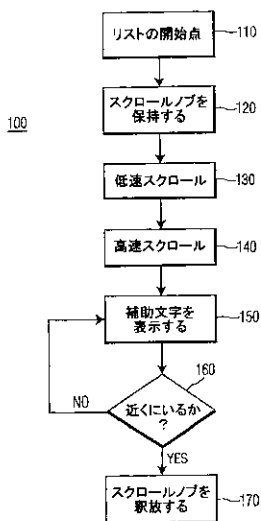 リストの開始点
110
スクロールノブを
保持する
120
100
低速スクロール
130
高速スクロール
140
補助文字を
表示する
150
160
近くにいるか
?
NO
YES
スクロールノブを
釈放する
170